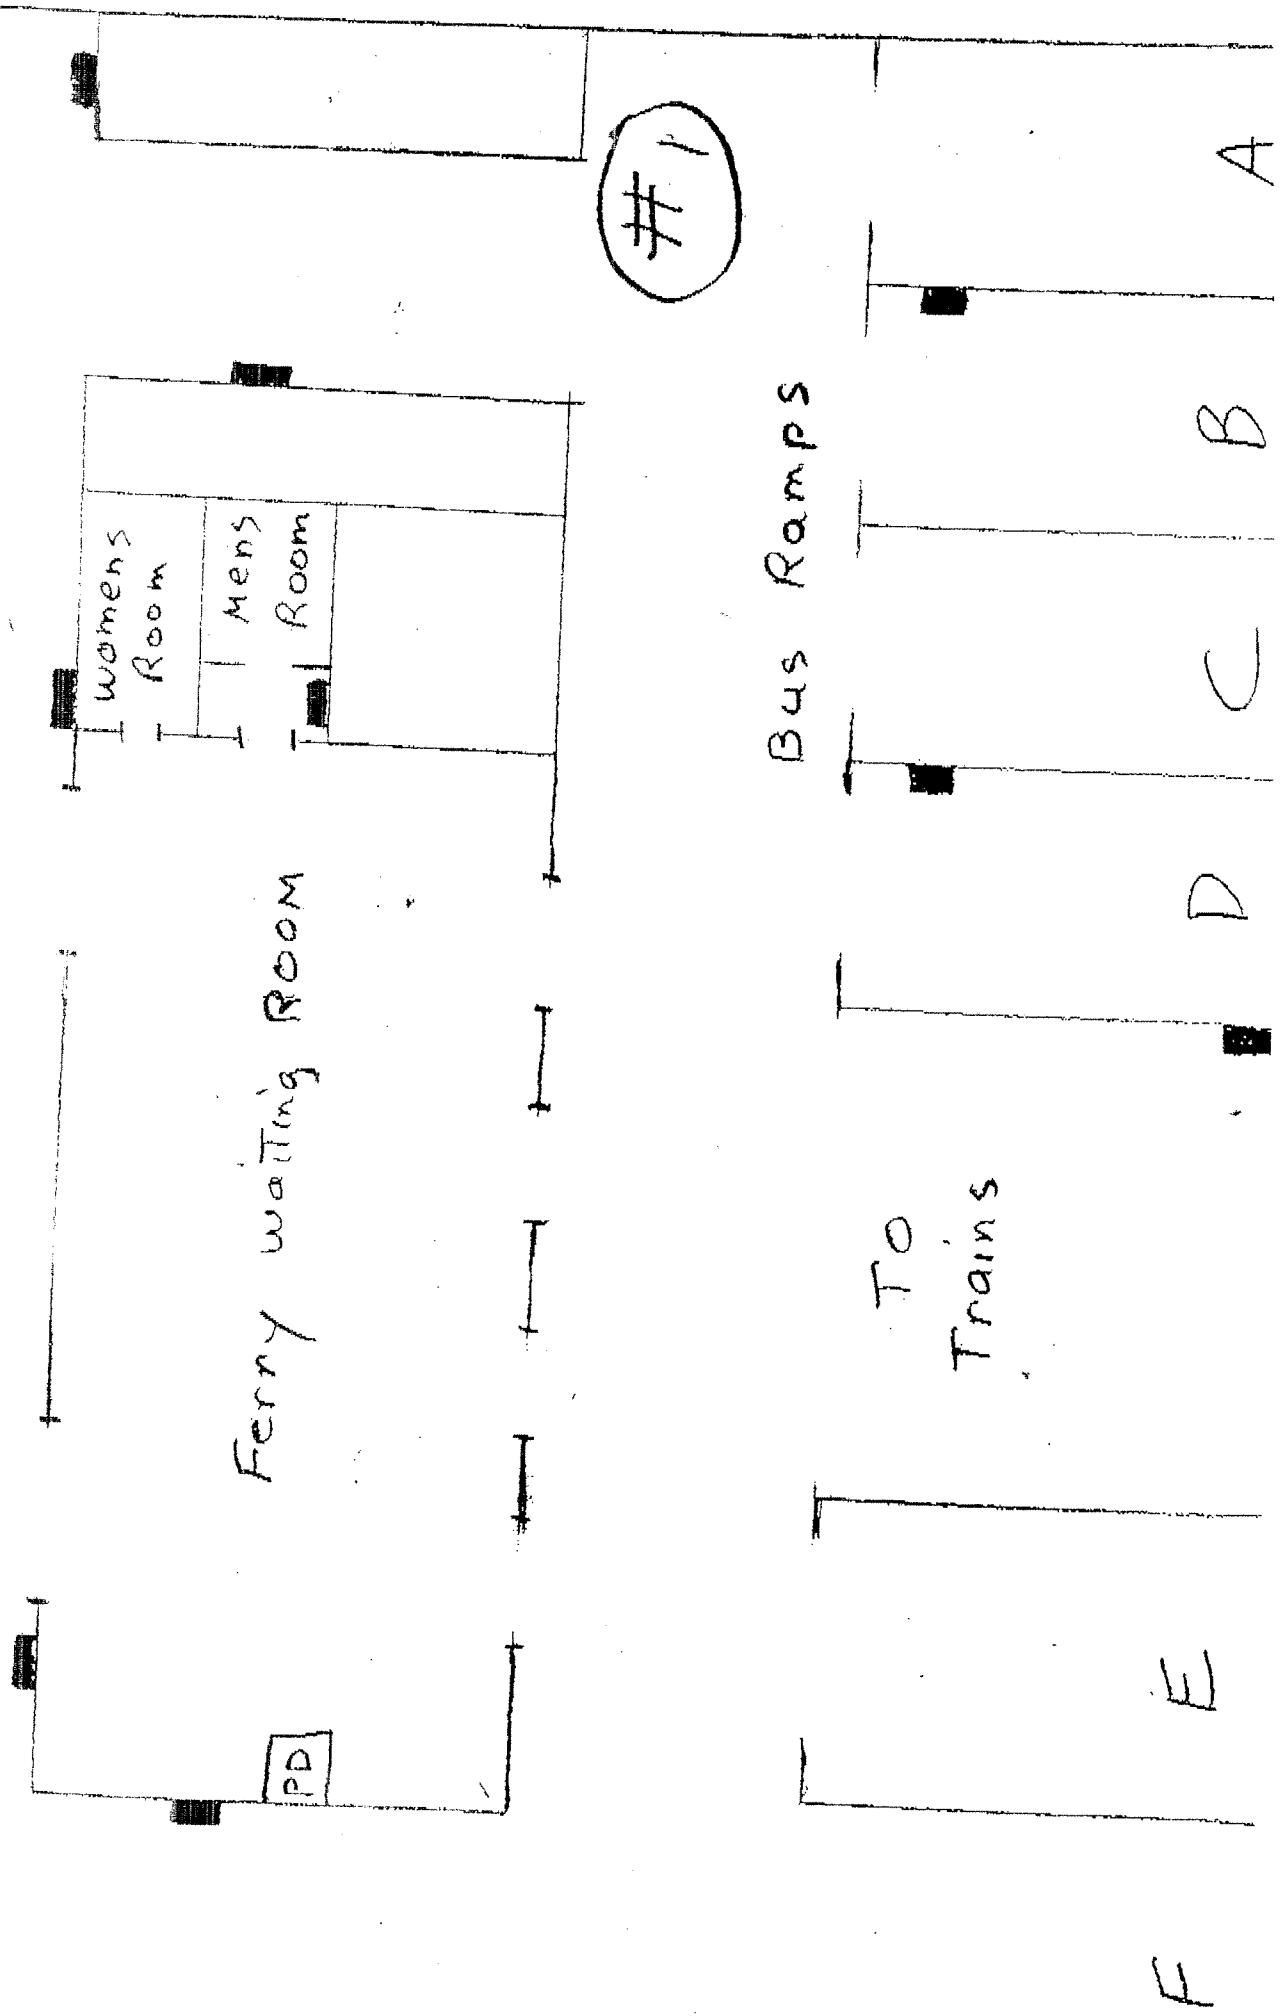 Womens
Room
Mens
Room
Ferry waiting ROOM
PD
#1
Bus Ramps
To
Trains
F
E
D
C
B
A